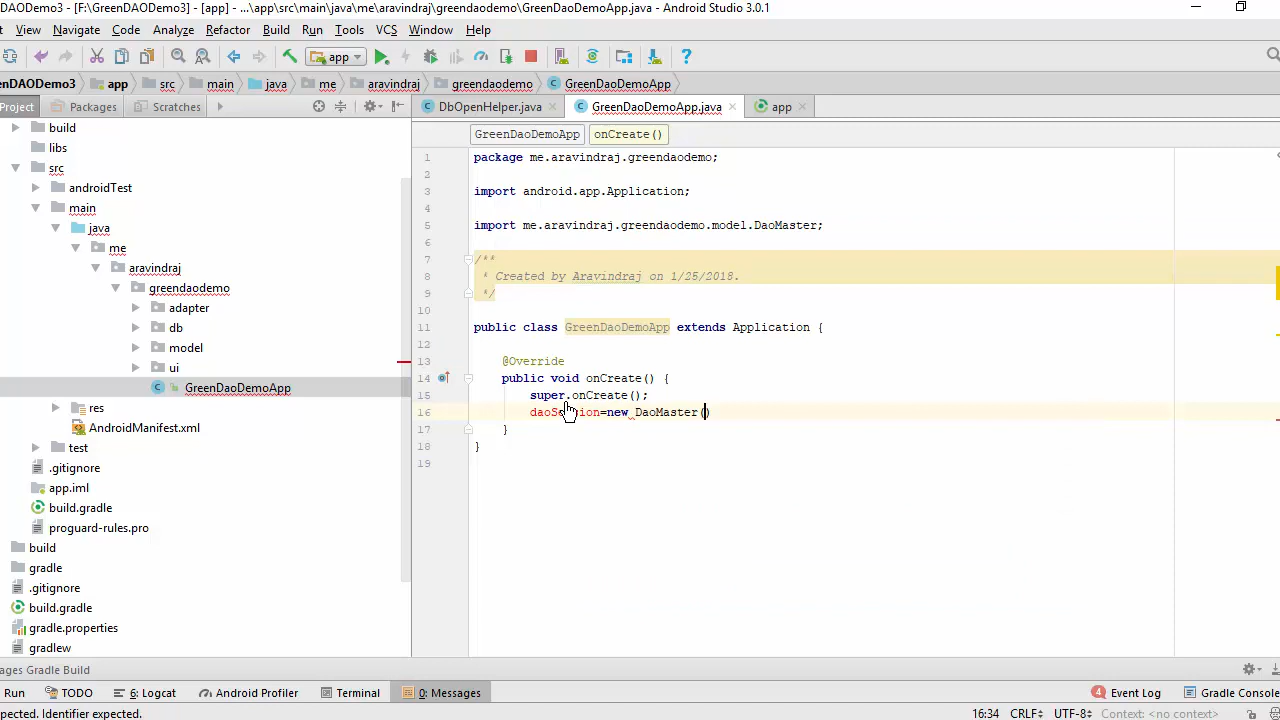 DAODemo3] - [F:\GreenDAODemo3] - [app] - ...\app\src\main\java\me\aravindraj\greendaodemo\GreenDaoDemoApp.java - Android Studio 3.0.1
View Navigate Code Analyze Refactor Build Run Tools VCS Window Help
app
enDAODemo3 app src main java me aravindraj greendaodemo GreenDaoDemoApp
Project Packages Scratches DbOpenHelper.java GreenDaoDemoApp.java app
GreenDaoDemoApp onCreate()
build
libs
src
androidTest
main
java
me
aravindraj
greendaodemo
adapter
db
model
ui
GreenDaoDemoApp
res
AndroidManifest.xml
test
.gitignore
app.iml
build.gradle
proguard-rules.pro
build
gradle
.gitignore
build.gradle
gradle.properties
gradlew
1 package me.aravindraj.greendaodemo;
2
3 import android.app.Application;
4
5 import me.aravindraj.greendaodemo.model.DaoMaster;
6
7 /**
8 * Created by Aravindraj on 1/25/2018.
9 */
10
11 public class GreenDaoDemoApp extends Application {
12
13 @Override
14 public void onCreate() {
15 super.onCreate();
16 =new DaoMaster()
17 }
18 }
19
ages Gradle Build
Run TODO 6: Logcat Android Profiler Terminal 0: Messages 4 Event Log Gradle Console
pected. Identifier expected. 16:34 CRLF UTF-8 Context: <no context>